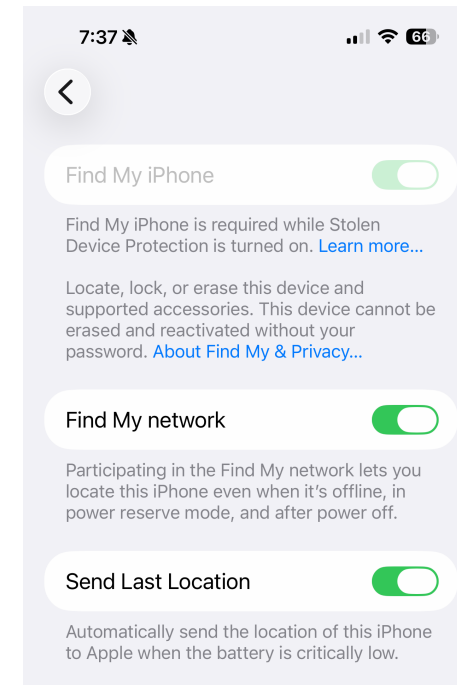 7:37
66
Find My iPhone
Find My iPhone is required while Stolen
Device Protection is turned on. Learn more...
Locate, lock, or erase this device and
supported accessories. This device cannot be
erased and reactivated without your
password. About Find My & Privacy...
Find My network
Participating in the Find My network lets you
locate this iPhone even when it’s offline, in
power reserve mode, and after power off.
Send Last Location
Automatically send the location of this iPhone
to Apple when the battery is critically low.